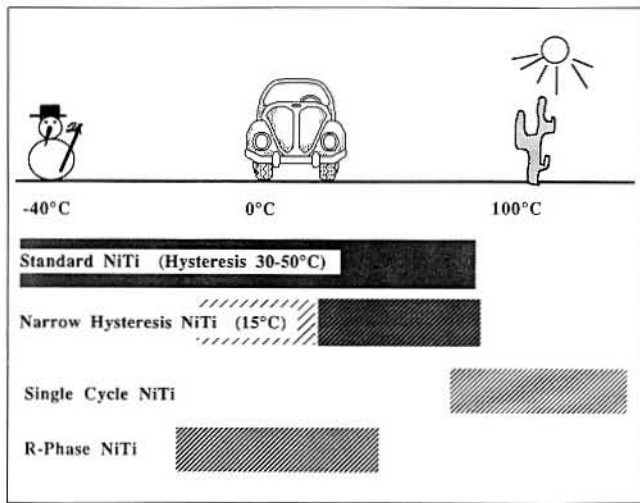 -40°C 0°C 100°C
Standard NiTi (Hysteresis 30-50°C)
Narrow Hysteresis NiTi (15°C)
Single Cycle NiTi
R-Phase NiTi